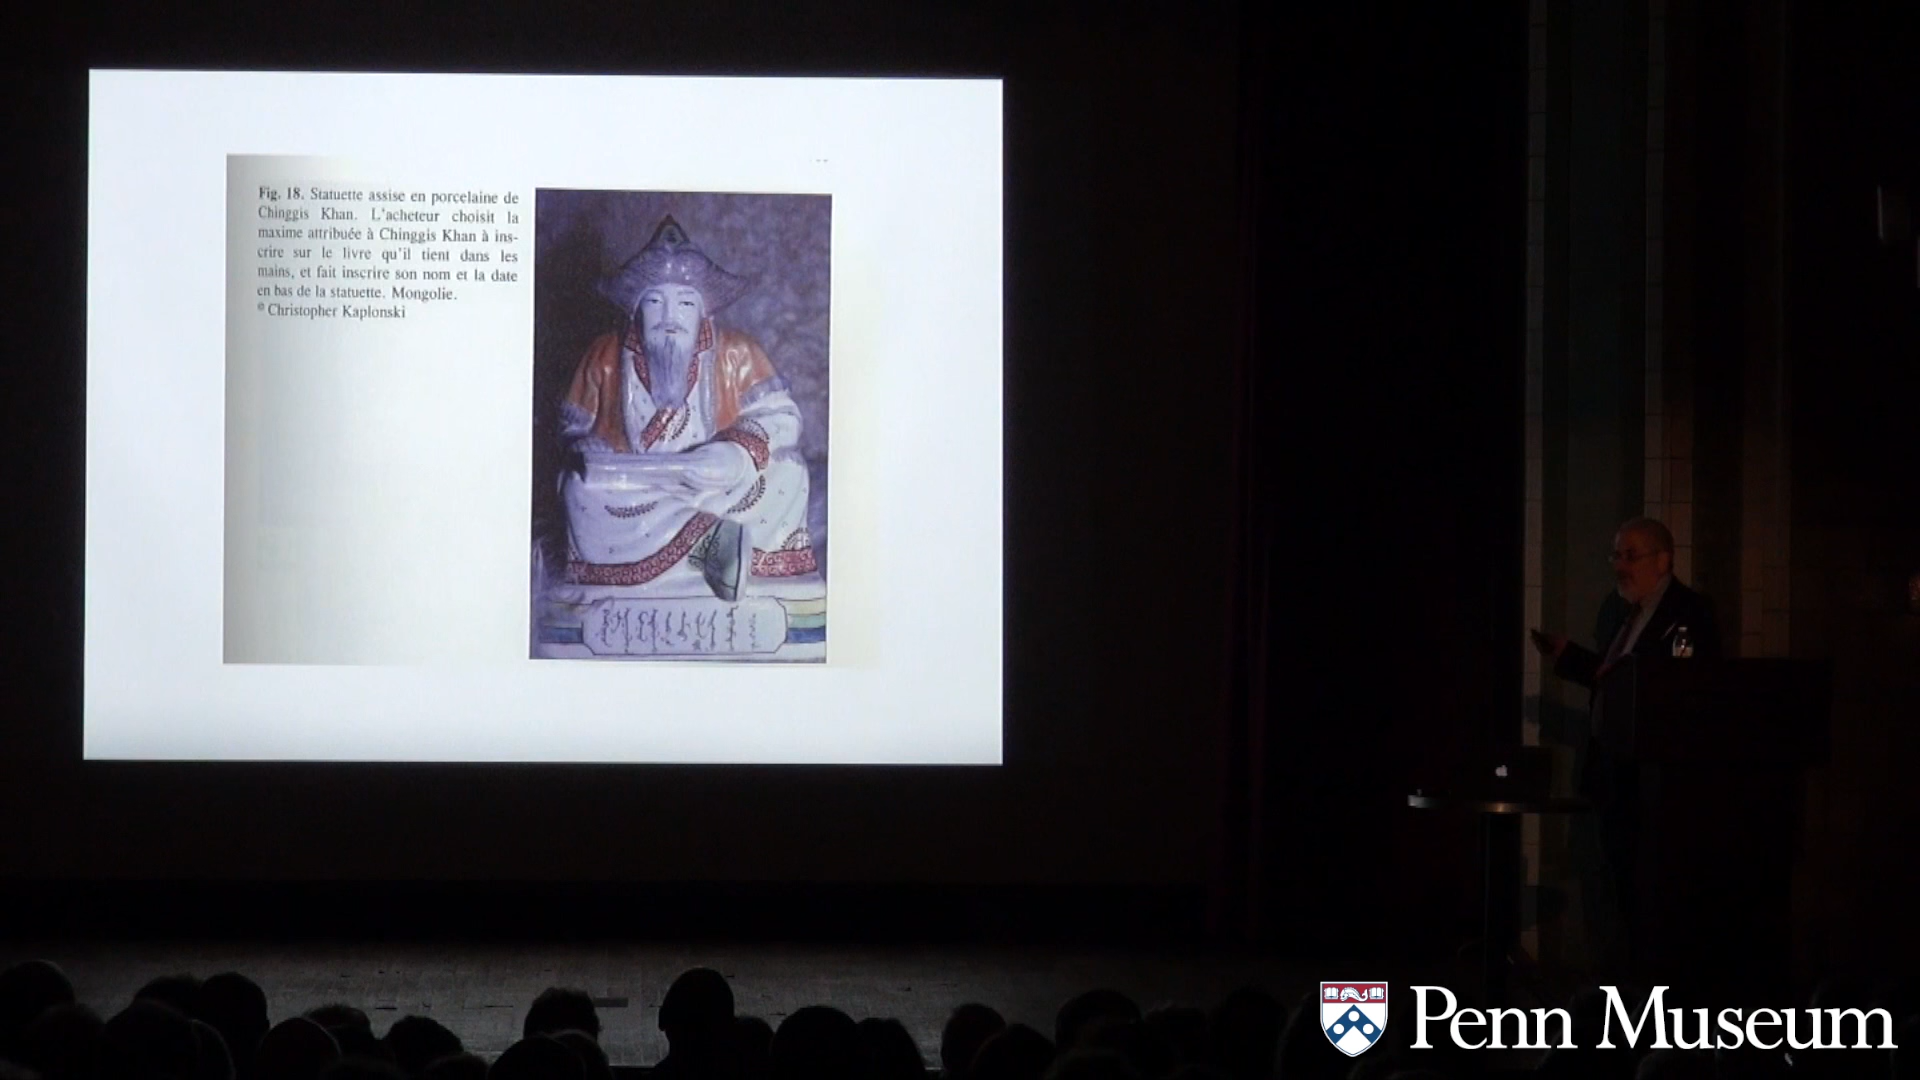 Fig. 18. Statuette assise en porcelaine de
Chinggis Khan. L'acheteur choisit la
maxime attribuée à Chinggis Khan à ins-
crire sur le livre qu'il tient dans les
mains, et fait inscrire son nom et la date
en bas de la statuette. Mongolie.
© Christopher Kaplonski
Penn Museum